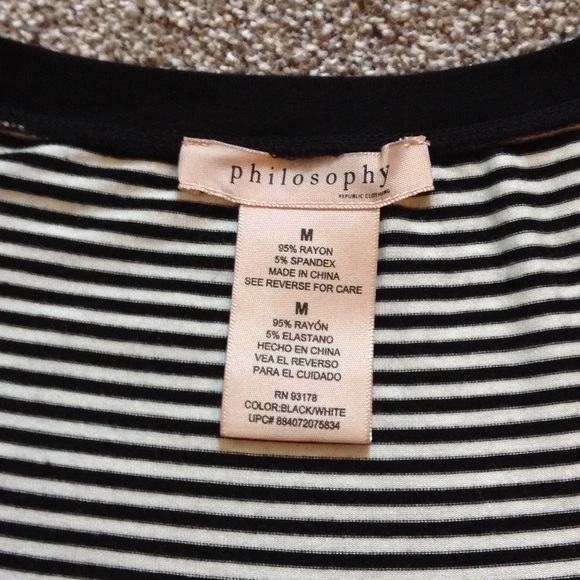 philosophy
REPUBLIC CLOTHING
M
95% RAYON
5% SPANDEX
MADE IN CHINA
SEE REVERSE FOR CARE
M
95% RAYÓN
5% ELASTANO
HECHO EN CHINA
VEA EL REVERSO
PARA EL CUIDADO
RN 93178
COLOR:BLACK/WHITE
UPC# 884072075834